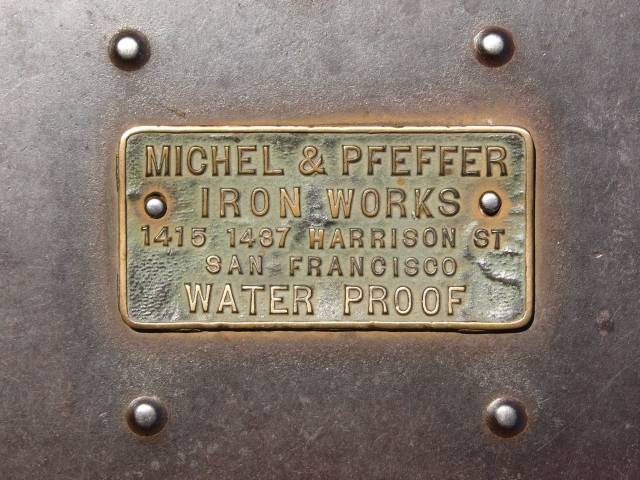 MICHEL & PFEFFER
IRON WORKS
1415 1437 HARRISON ST
SAN FRANCISCO
WATER PROOF